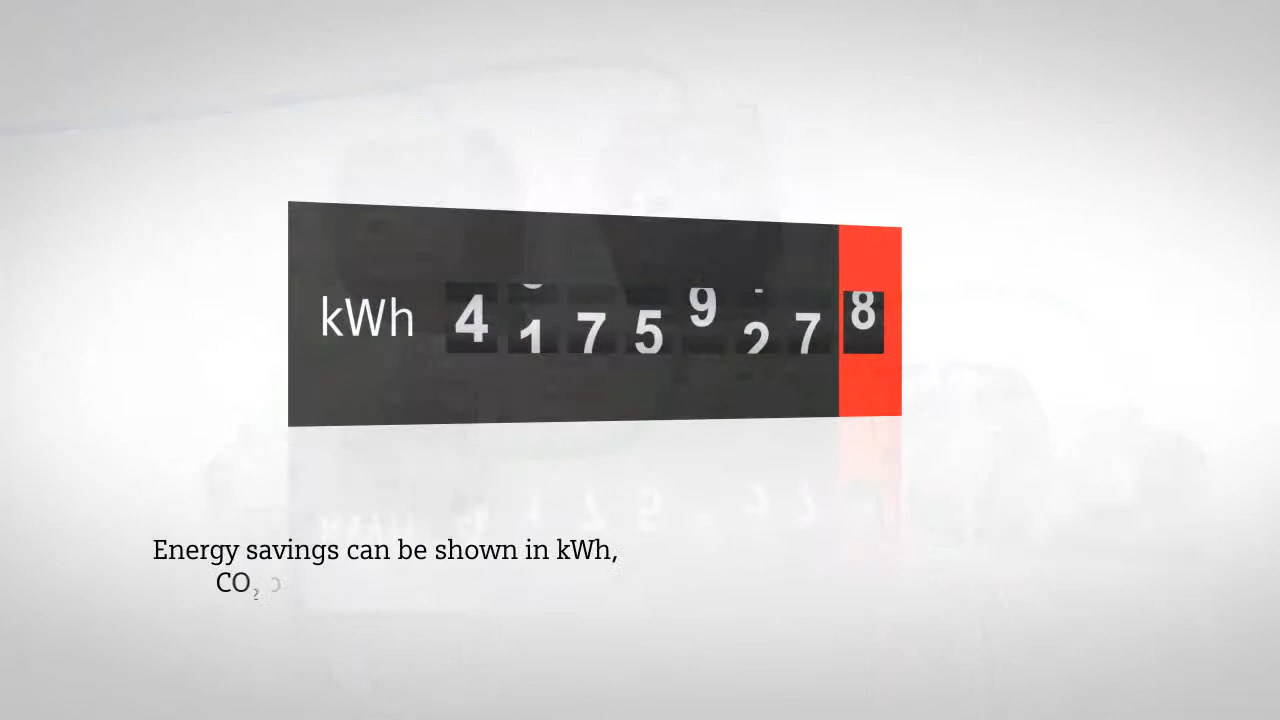 kWh 4 1 7 5 9 2 7 8
Energy savings can be shown in kWh,
CO₂